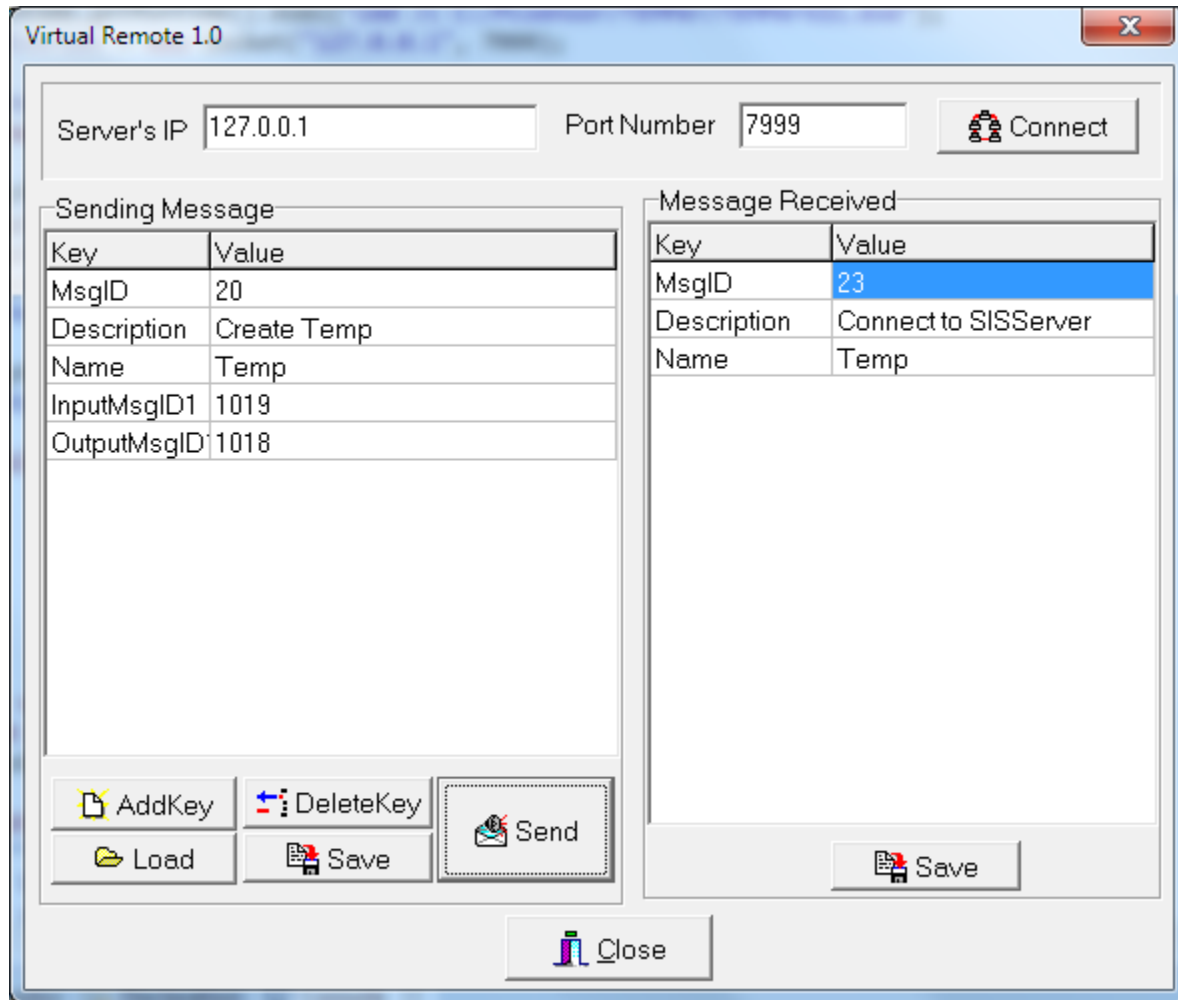 Virtual Remote 1.0
Server's IP 127.0.0.1 Port Number 7999 Connect
Sending Message
Key Value
MsgID 20
Description Create Temp
Name Temp
InputMsgID1 1019
OutputMsgID1 1018
AddKey DeleteKey
Load Save
Send
Message Received
Key Value
MsgID 23
Description Connect to SISServer
Name Temp
Save
Close